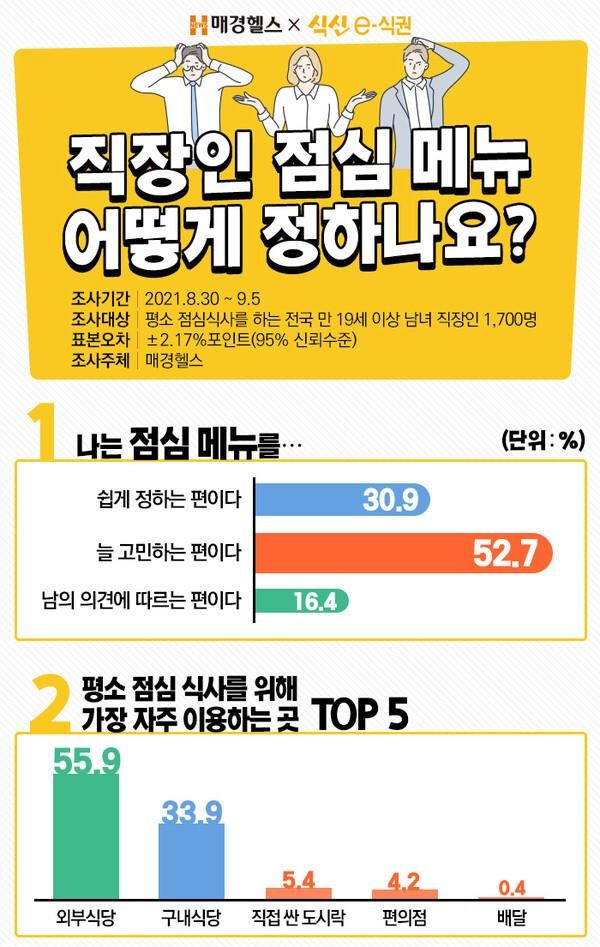 NEWS 매경헬스 × 식신 e-식권
직장인 점심 메뉴
어떻게 정하나요?
조사기간 | 2021.8.30 ~ 9.5
조사대상 | 평소 점심식사를 하는 전국 만 19세 이상 남녀 직장인 1,700명
표본오차 | ±2.17%포인트(95% 신뢰수준)
조사주체 | 매경헬스
1 나는 점심 메뉴를… (단위:%)
쉽게 정하는 편이다 30.9
늘 고민하는 편이다 52.7
남의 의견에 따르는 편이다 16.4
2 평소 점심 식사를 위해
가장 자주 이용하는 곳 TOP 5
55.9
33.9
5.4
4.2
0.4
외부식당 구내식당 직접 싼 도시락 편의점 배달